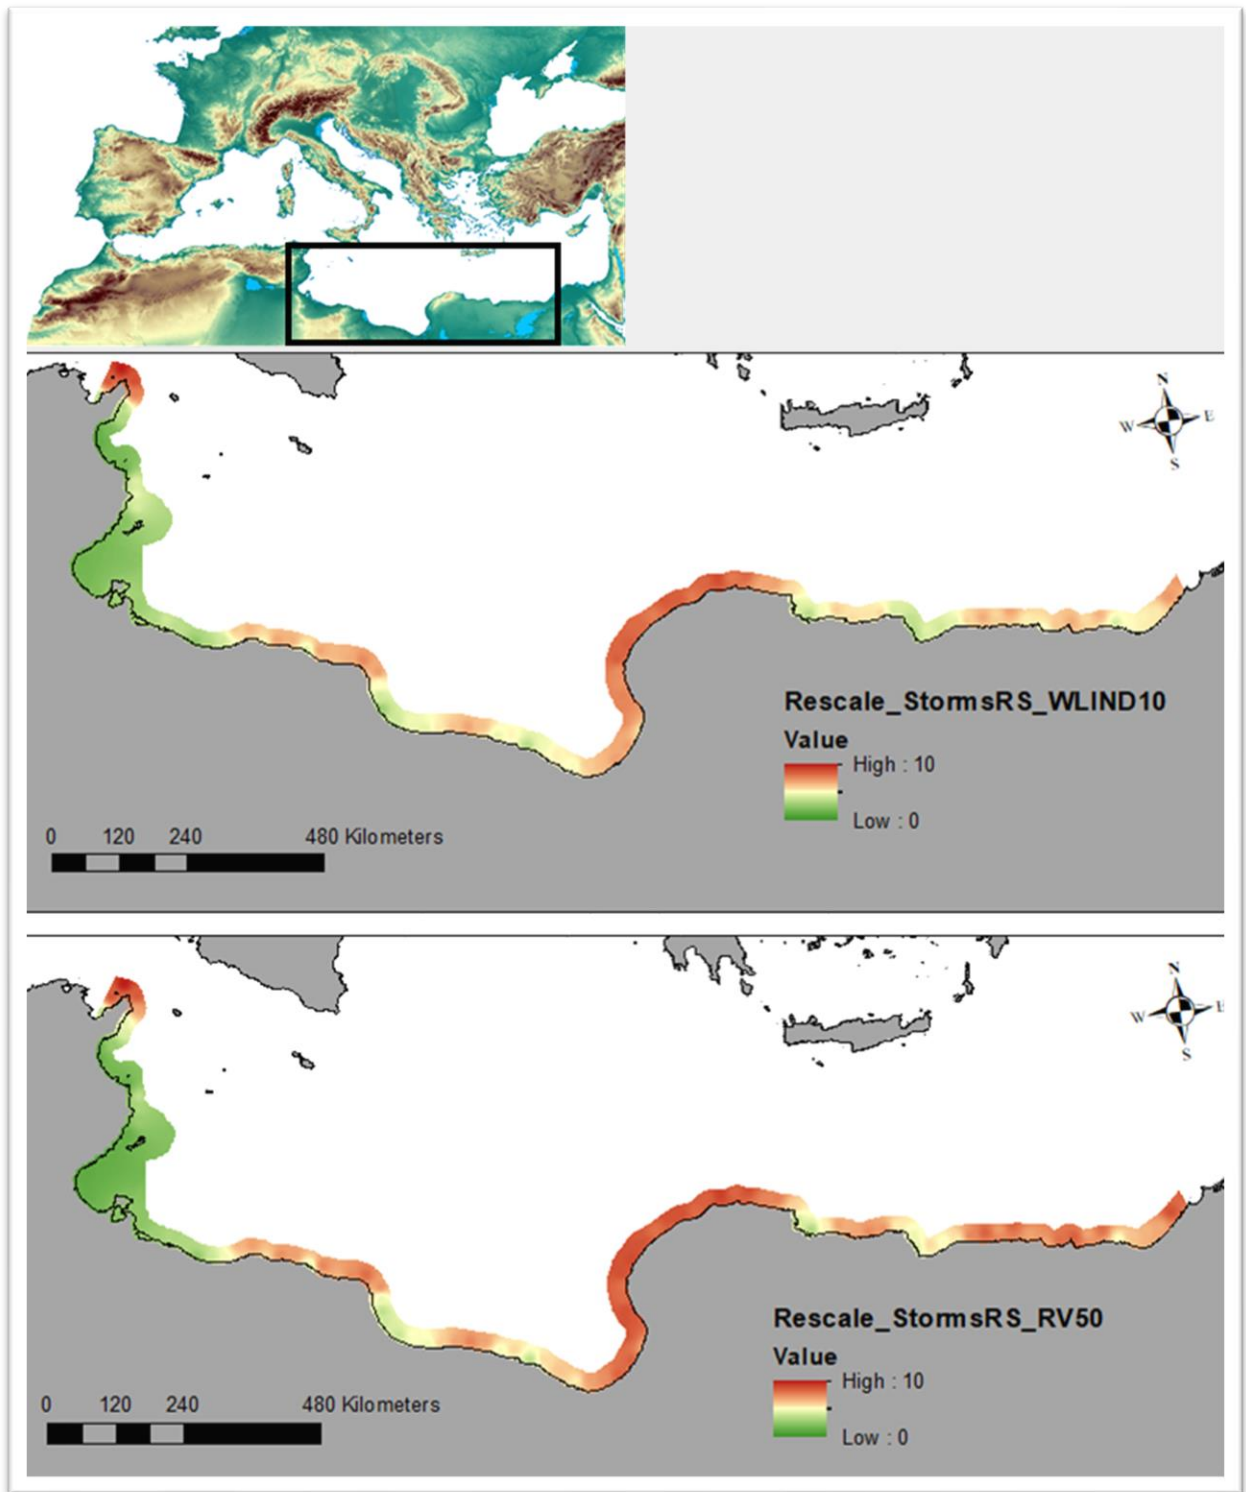 N
W E
S
Rescale_StormsRS_WLIND10
Value
High : 10
Low : 0
0 120 240 480 Kilometers
N
W E
S
Rescale_StormsRS_RV50
Value
High : 10
Low : 0
0 120 240 480 Kilometers